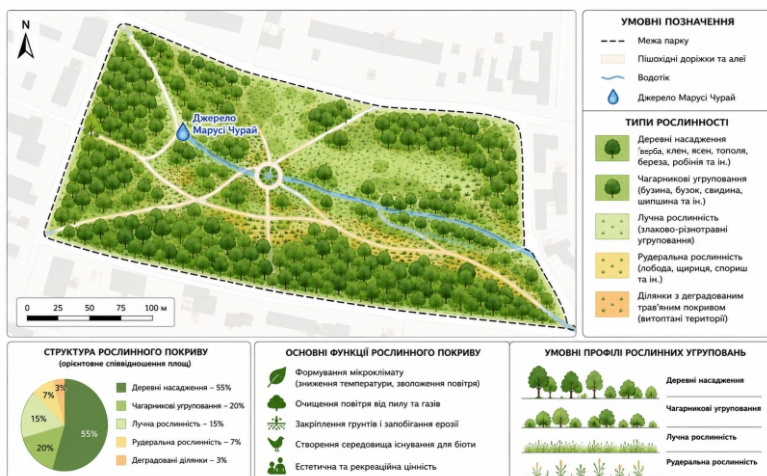 N
Джерело
Марусі Чурай
0 25 50 75 100 м
УМОВНІ ПОЗНАЧЕННЯ
Межа парку
Пішохідні доріжки та алеї
Водотік
Джерело Марусі Чурай
ТИПИ РОСЛИННОСТІ
Деревні насадження
(верба, клен, ясен, тополя,
береза, робінія та ін.)
Чагарникові угруповання
(бузина, бузок, свидина,
шипшина та ін.)
Лучна рослинність
(злаково-різнотравні
угруповання)
Рудеральна рослинність
(лобода, щириця, спориш
та ін.)
Ділянки з деградованим
трав'яним покривом
(витоптані території)
СТРУКТУРА РОСЛИННОГО ПОКРИВУ
(орієнтовне співвідношення площ)
3%
7%
15%
20%
55%
Деревні насадження – 55%
Чагарникові угруповання – 20%
Лучна рослинність – 15%
Рудеральна рослинність – 7%
Деградовані ділянки – 3%
ОСНОВНІ ФУНКЦІЇ РОСЛИННОГО ПОКРИВУ
Формування мікроклімату
(зниження температури, зволоження повітря)
Очищення повітря від пилу та газів
Закріплення ґрунтів і запобігання ерозії
Створення середовища існування для біоти
Естетична та рекреаційна цінність
УМОВНІ ПРОФІЛІ РОСЛИННИХ УГРУПОВАНЬ
Деревні насадження
Чагарникові угруповання
Лучна рослинність
Рудеральна рослинність